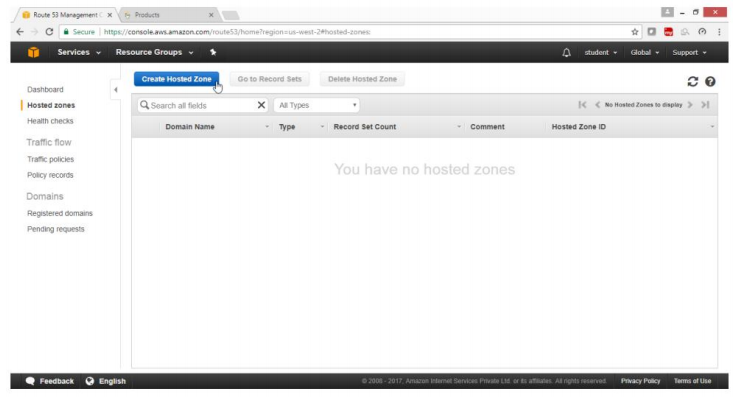 Route 53 Management C
Products
Secure https://console.aws.amazon.com/route53/home?region=us-west-2#hosted-zones:
Services Resource Groups student Global Support
Create Hosted Zone Go to Record Sets Delete Hosted Zone
Dashboard
Hosted zones
Health checks
Traffic flow
Traffic policies
Policy records
Domains
Registered domains
Pending requests
Search all fields All Types No Hosted Zones to display
Domain Name Type Record Set Count Comment Hosted Zone ID
You have no hosted zones
Feedback English © 2008 - 2017, Amazon Internet Services Private Ltd. or its affiliates. All rights reserved. Privacy Policy Terms of Use